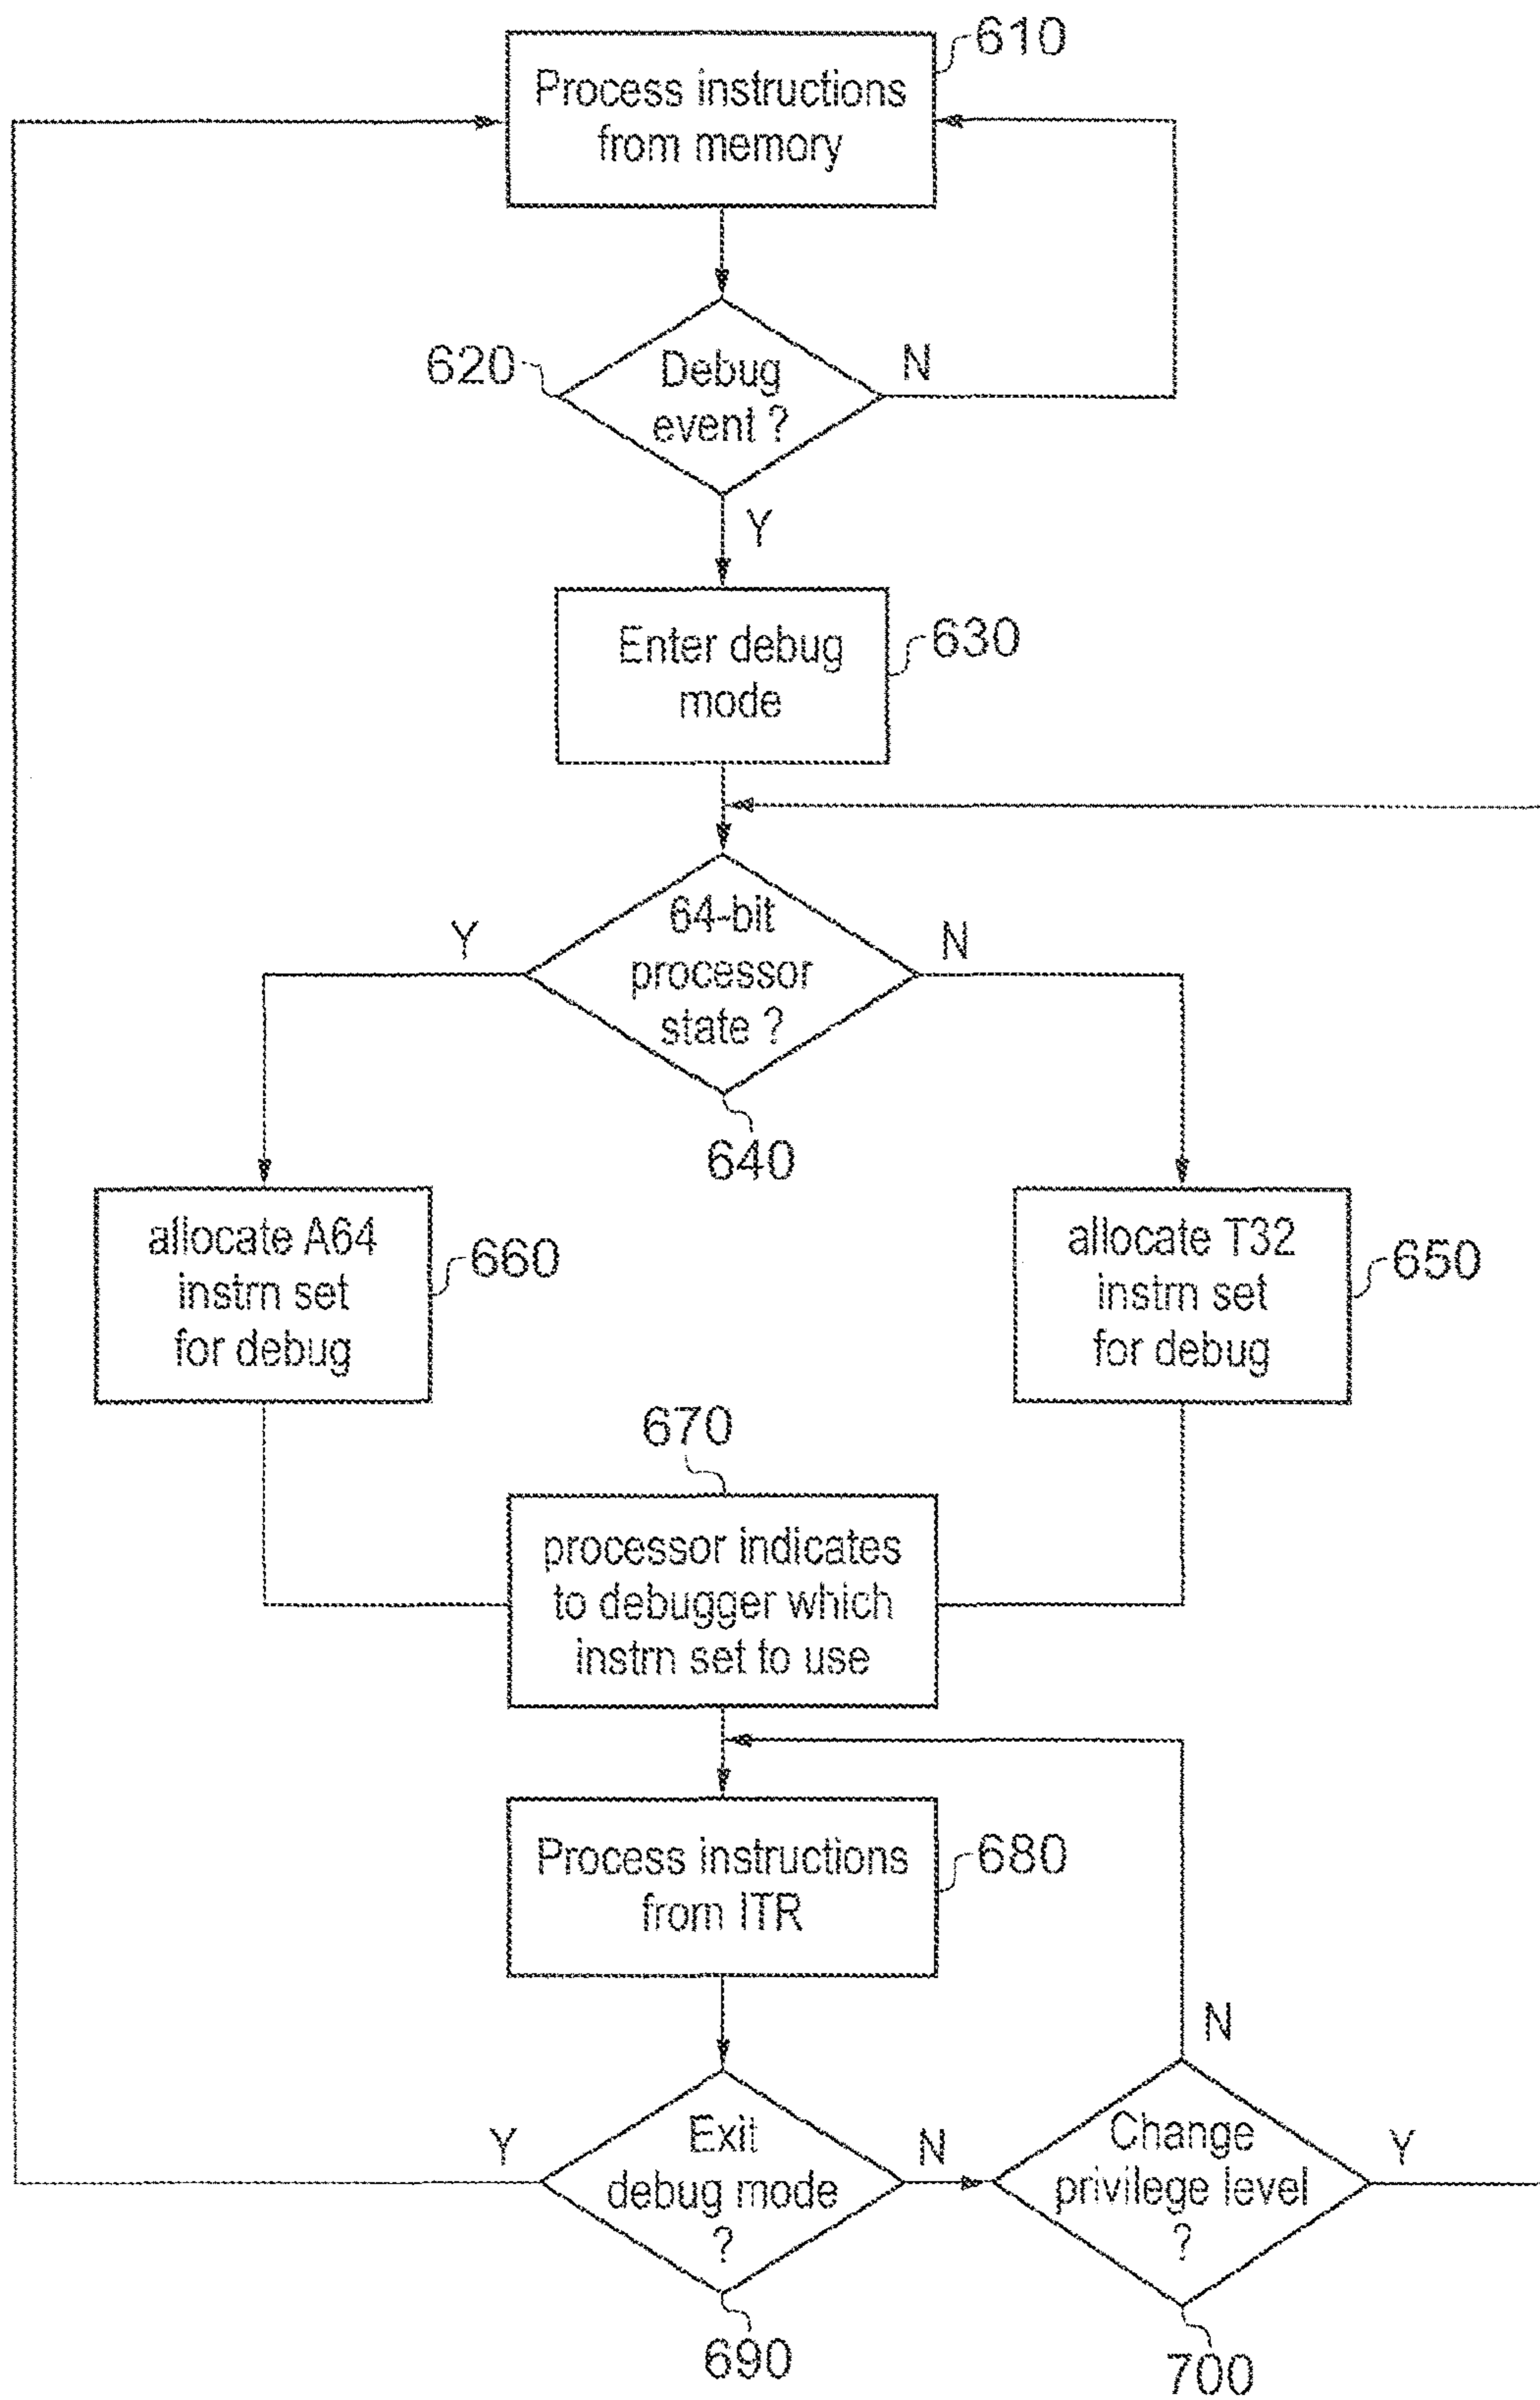 610
Process instructions
from memory
620
Debug
event ?
N
Y
Enter debug
mode
630
64-bit
processor
state ?
Y
N
640
allocate A64
instrn set
for debug
660
allocate T32
instrn set
for debug
650
670
processor indicates
to debugger which
instrn set to use
Process instructions
from ITR
680
N
Exit
debug mode
?
Y
N
Change
privilege level
?
Y
690
700